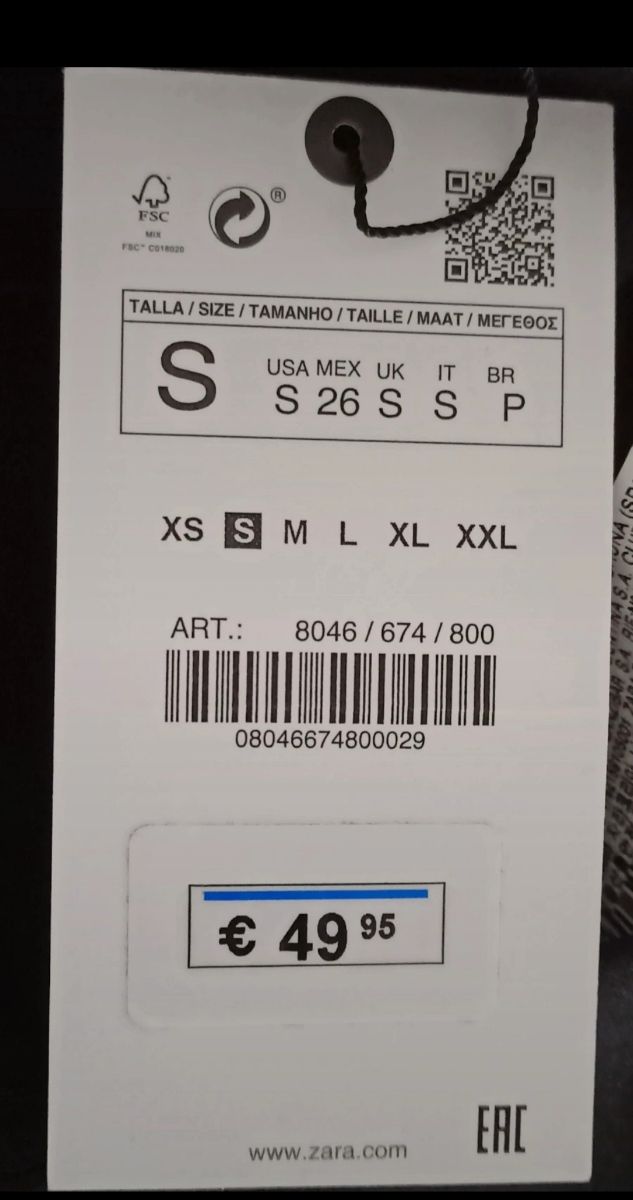 FSC
MIX
FSC™ C018020
®
TALLA / SIZE / TAMANHO / TAILLE / MAAT / ΜΕΓΕΘΟΣ
S
USA MEX UK IT BR
S 26 S S P
XS S M L XL XXL
ART.: 8046 / 674 / 800
08046674800029
€ 49 95
www.zara.com
EAC